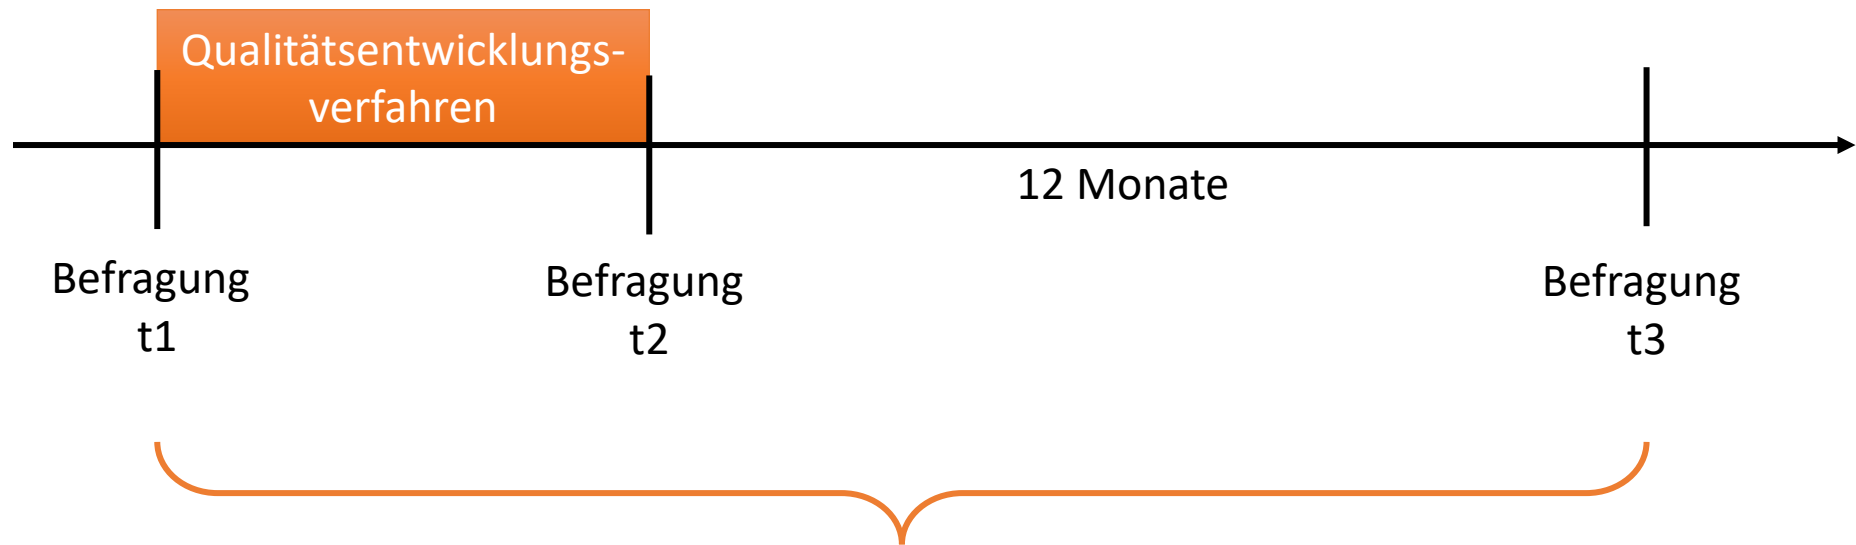 Qualitätsentwicklungs-
verfahren
12 Monate
Befragung
t1
Befragung
t2
Befragung
t3